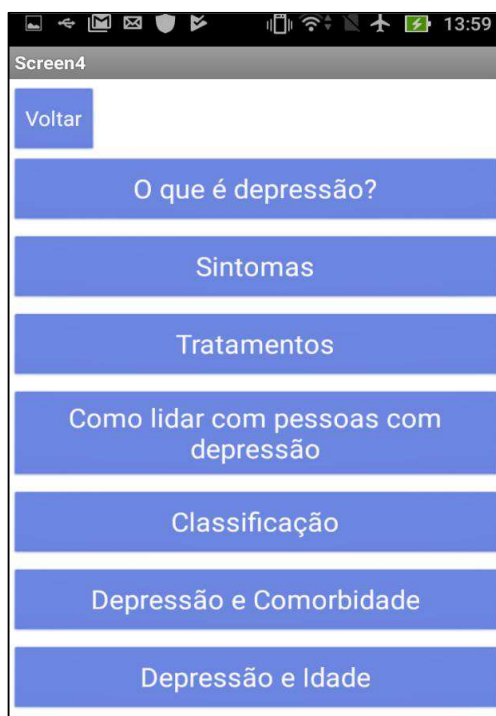 13:59
Screen4
Voltar
O que é depressão?
Sintomas
Tratamentos
Como lidar com pessoas com
depressão
Classificação
Depressão e Comorbidade
Depressão e Idade